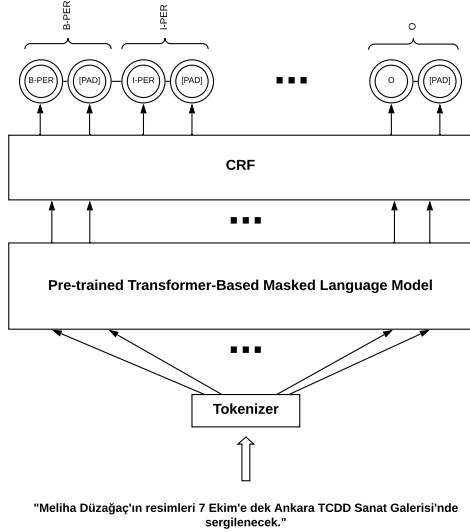 B-PER
I-PER
O
B-PER
[PAD]
I-PER
[PAD]
O
[PAD]
CRF
Pre-trained Transformer-Based Masked Language Model
Tokenizer
"Meliha Düzağaç'ın resimleri 7 Ekim'e dek Ankara TCDD Sanat Galerisi'nde
sergilenecek."